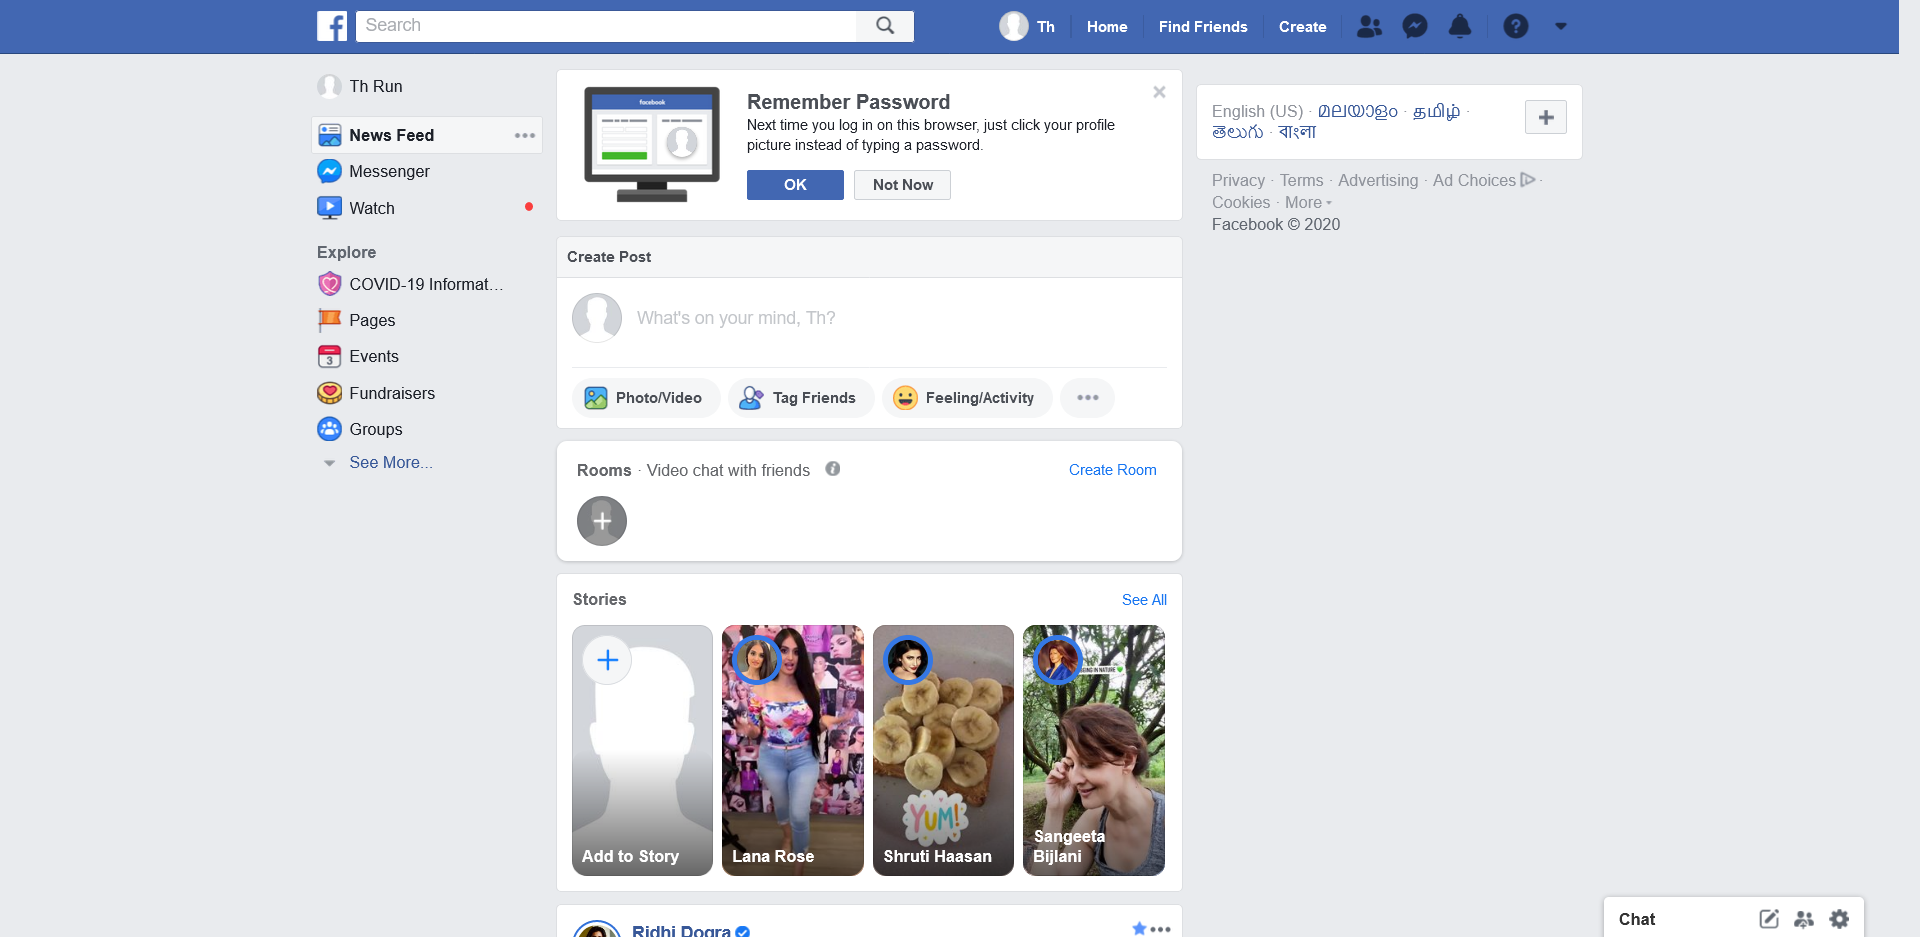 Search
Th
Home
Find Friends
Create
Th Run
News Feed
Messenger
Watch
Explore
COVID-19 Informat...
Pages
Events
Fundraisers
Groups
See More...
facebook
Remember Password
Next time you log in on this browser, just click your profile
picture instead of typing a password.
OK
Not Now
Create Post
What's on your mind, Th?
Photo/Video
Tag Friends
Feeling/Activity
Rooms · Video chat with friends
Create Room
Stories
See All
Add to Story
Lana Rose
YUM!
Shruti Haasan
Sangeeta
Bijlani
Ridhi Dogra
English (US) · മലയാളം · தமிழ் ·
తెలుగు · বাংলা
Privacy · Terms · Advertising · Ad Choices ·
Cookies · More
Facebook © 2020
Chat